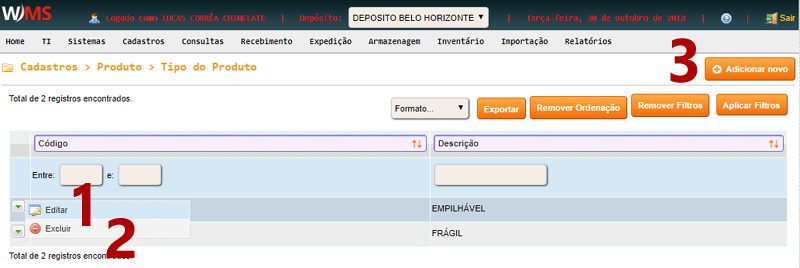 WMS
Logado como LUCAS CORRÊA CHINELATE | Depósito: DEPOSITO BELO HORIZONTE | Terça-feira, 30 de outubro de 2018 | Sair
Home TI Sistemas Cadastros Consultas Recebimento Expedição Armazenagem Inventário Importação Relatórios
Cadastros > Produto > Tipo do Produto
3
Adicionar novo
Total de 2 registros encontrados.
Formato... Exportar Remover Ordenação Remover Filtros Aplicar Filtros
Código Descrição
Entre: e:
1
Editar EMPILHÁVEL
2
Excluir FRÁGIL
Total de 2 registros encontrados.